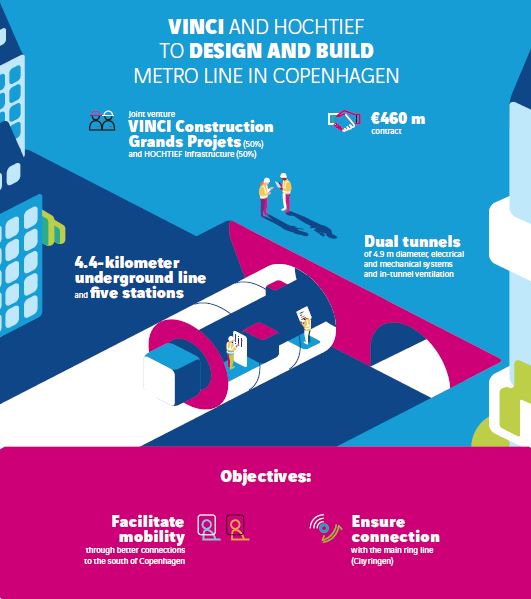 VINCI AND HOCHTIEF
TO DESIGN AND BUILD
METRO LINE IN COPENHAGEN
Joint venture
VINCI Construction
Grands Projets (50%)
and HOCHTIEF Infrastructure (50%)
€460 m
contract
Dual tunnels
of 4.9 m diameter, electrical
and mechanical systems
and in-tunnel ventilation
4.4-kilometer
underground line
and five stations
Objectives:
Facilitate
mobility
through better connections
to the south of Copenhagen
Ensure
connection
with the main ring line
(Cityringen)